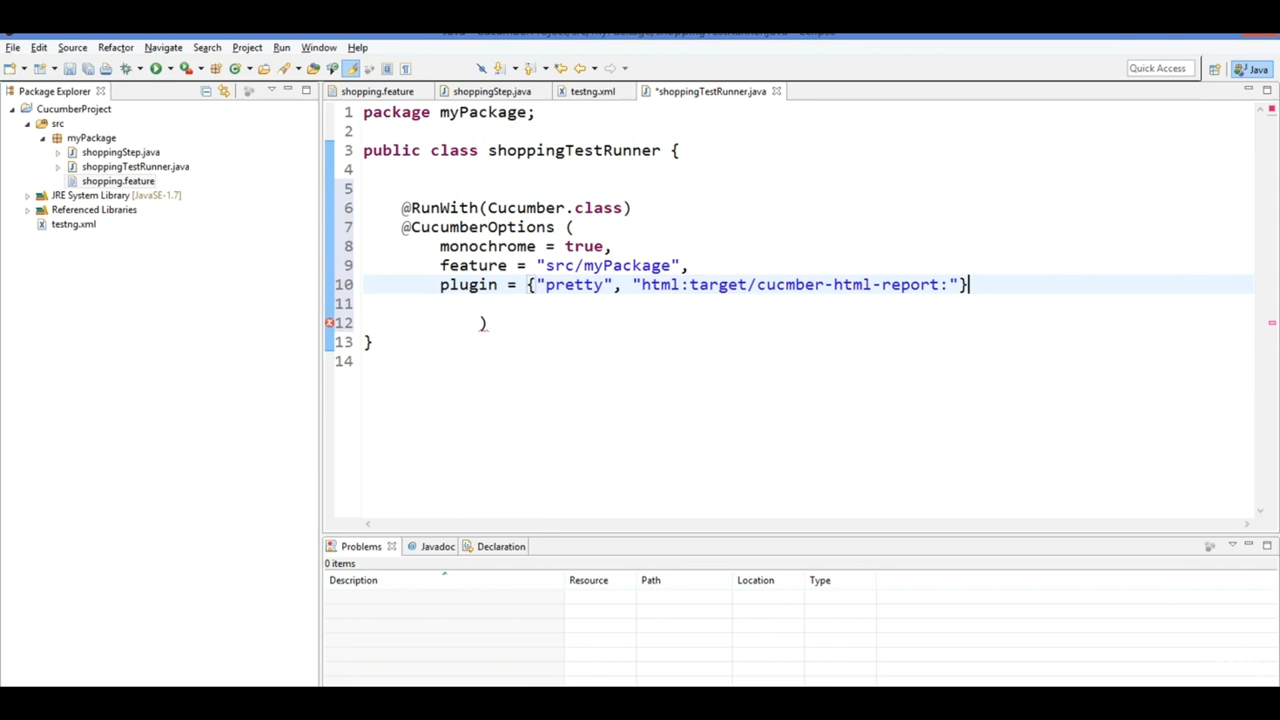 File Edit Source Refactor Navigate Search Project Run Window Help
Quick Access
Java
Package Explorer
shopping.feature
shoppingStep.java
testng.xml
*shoppingTestRunner.java
CucumberProject
src
myPackage
shoppingStep.java
shoppingTestRunner.java
shopping.feature
JRE System Library [JavaSE-1.7]
Referenced Libraries
testng.xml
1 package myPackage;
2
3 public class shoppingTestRunner {
4
5
6 @RunWith(Cucumber.class)
7 @CucumberOptions (
8 monochrome = true,
9 feature = "src/myPackage",
10 plugin = {"pretty", "html:target/cucmber-html-report:"}
11
12 )
13 }
14
Problems
@ Javadoc
Declaration
0 items
Description Resource Path Location Type